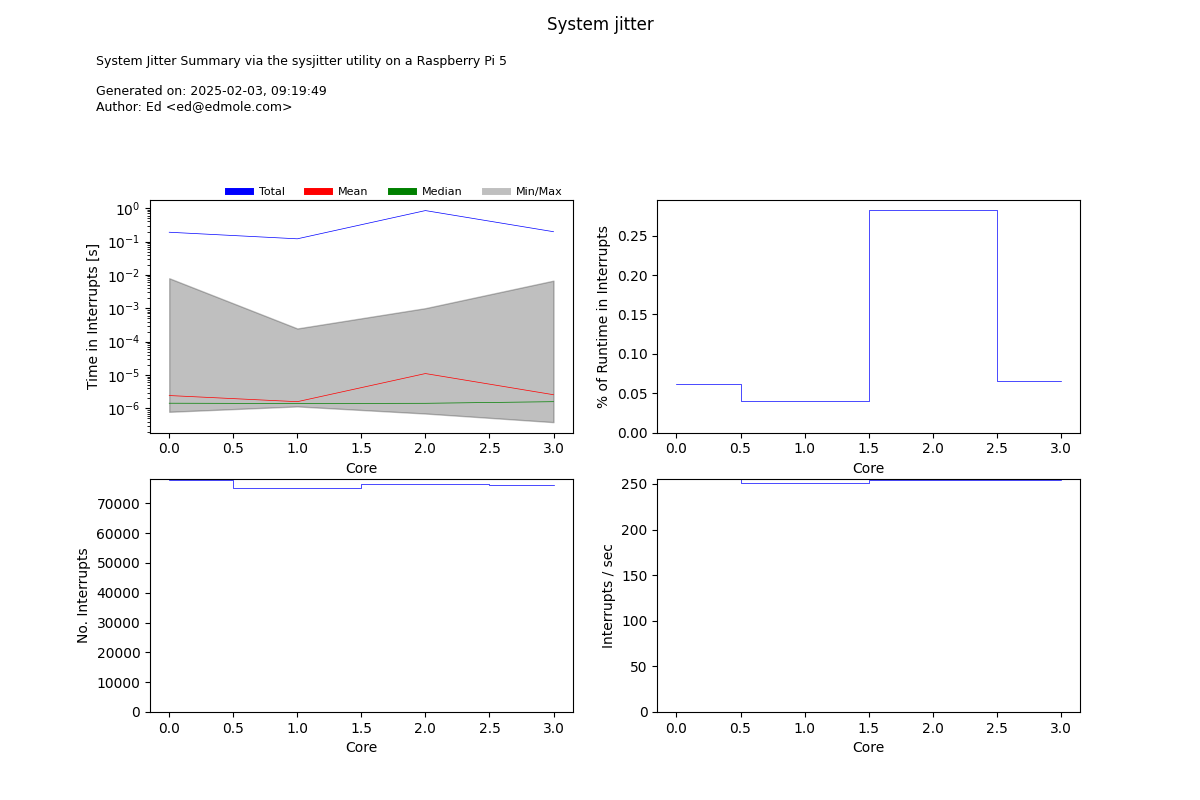 System jitter
System Jitter Summary via the sysjitter utility on a Raspberry Pi 5
Generated on: 2025-02-03, 09:19:49
Author: Ed <ed@edmole.com>
Total Mean Median Min/Max
Time in Interrupts [s]
10^0
10^-1
10^-2
10^-3
10^-4
10^-5
10^-6
0.0 0.5 1.0 1.5 2.0 2.5 3.0
Core
% of Runtime in Interrupts
0.25
0.20
0.15
0.10
0.05
0.00
0.0 0.5 1.0 1.5 2.0 2.5 3.0
Core
No. Interrupts
70000
60000
50000
40000
30000
20000
10000
0
0.0 0.5 1.0 1.5 2.0 2.5 3.0
Core
Interrupts / sec
250
200
150
100
50
0
0.0 0.5 1.0 1.5 2.0 2.5 3.0
Core